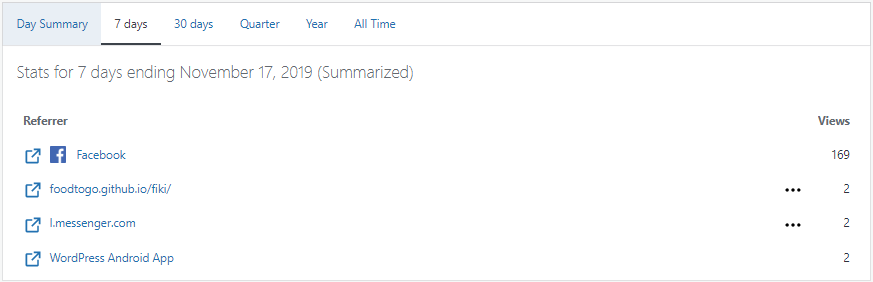 Day Summary 7 days 30 days Quarter Year All Time
Stats for 7 days ending November 17, 2019 (Summarized)
Referrer Views
Facebook 169
foodtogo.github.io/fiki/ 2
l.messenger.com 2
WordPress Android App 2